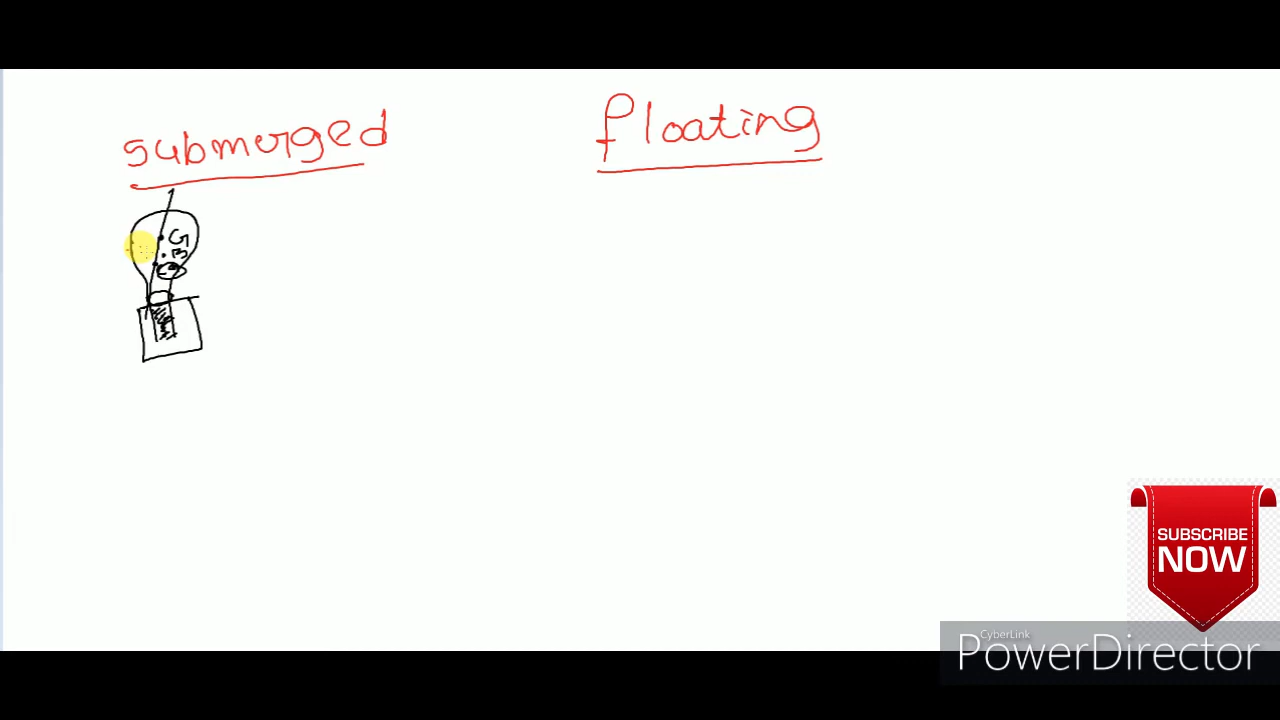 submerged
floating
SUBSCRIBE
NOW
CyberLink
PowerDirector